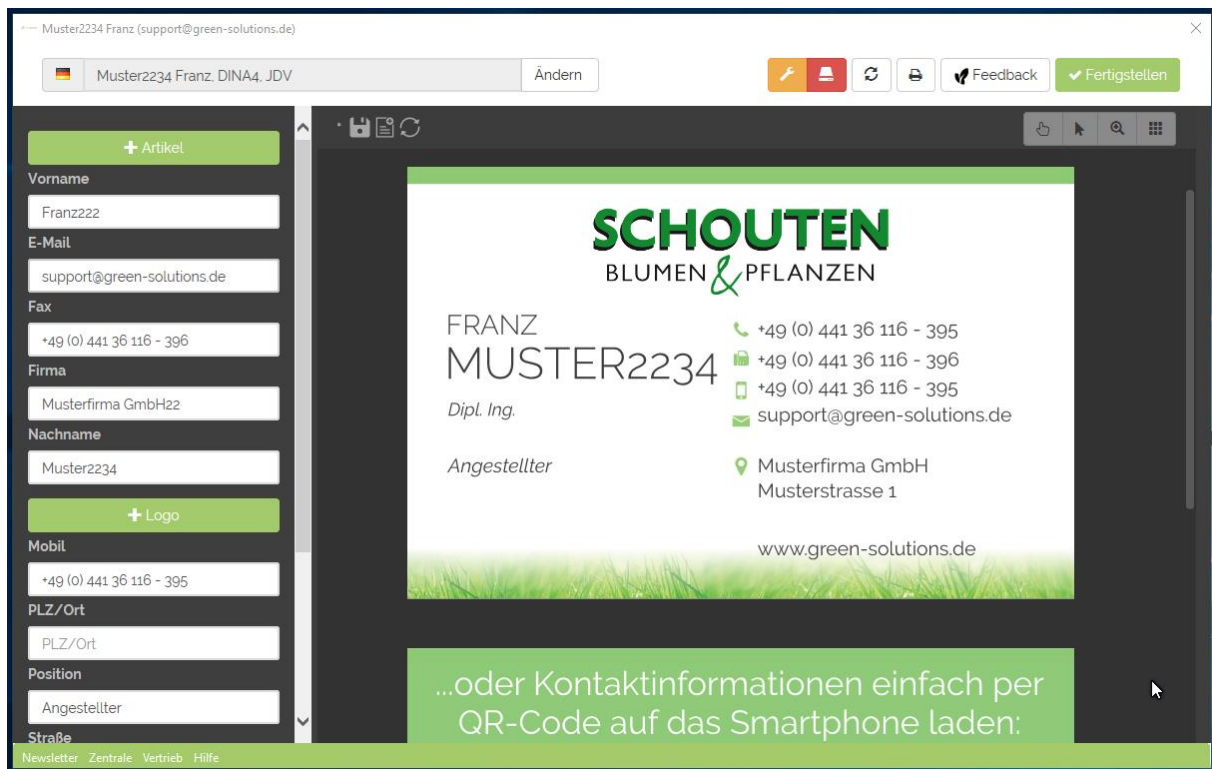 Muster2234 Franz (support@green-solutions.de)
Muster2234 Franz, DINA4, JDV
Ändern
Feedback
Fertigstellen
Artikel
Vorname
Franz222
E-Mail
support@green-solutions.de
Fax
+49 (0) 441 36 116 - 396
Firma
Musterfirma GmbH22
Nachname
Muster2234
Logo
Mobil
+49 (0) 441 36 116 - 395
PLZ/Ort
PLZ/Ort
Position
Angestellter
Straße
SCHOUTEN
BLUMEN & PFLANZEN
FRANZ
MUSTER2234
Dipl. Ing.
Angestellter
+49 (0) 441 36 116 - 395
+49 (0) 441 36 116 - 396
+49 (0) 441 36 116 - 395
support@green-solutions.de
Musterfirma GmbH
Musterstrasse 1
www.green-solutions.de
...oder Kontaktinformationen einfach per
QR-Code auf das Smartphone laden:
Newsletter Zentrale Vertrieb Hilfe